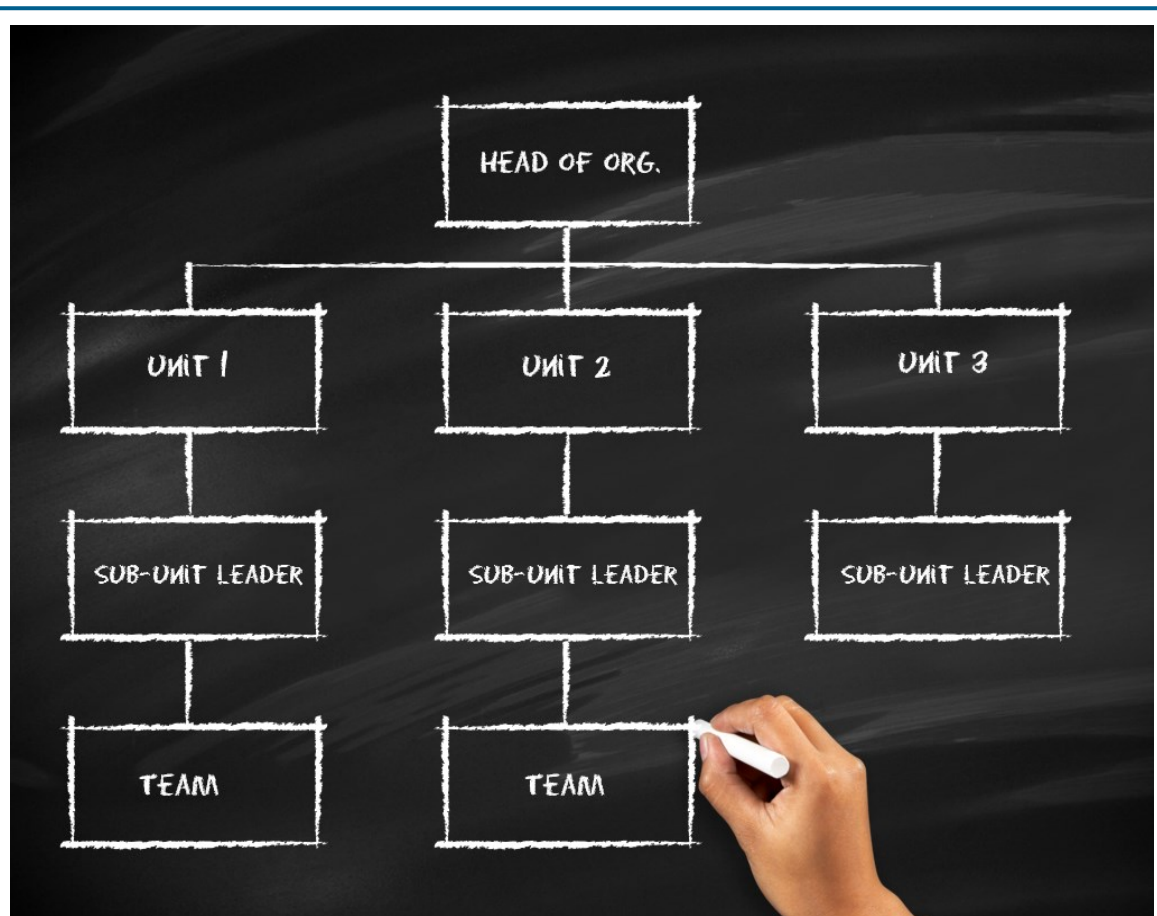 HEAD OF ORG.
UNIT 1
UNIT 2
UNIT 3
SUB-UNIT LEADER
SUB-UNIT LEADER
SUB-UNIT LEADER
TEAM
TEAM